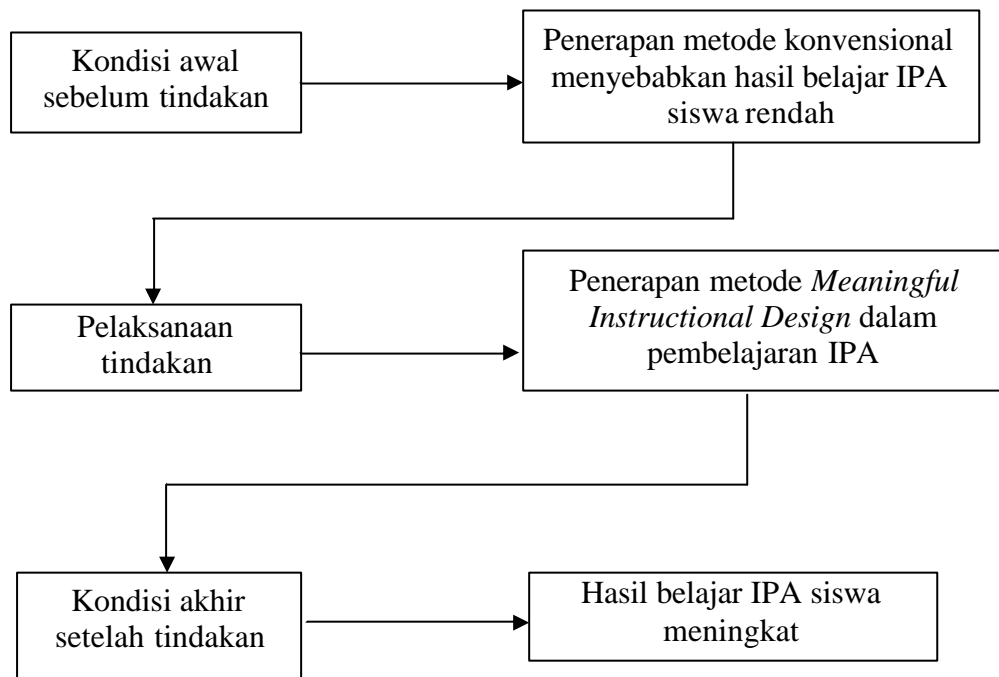 Kondisi awal
sebelum tindakan
Penerapan metode konvensional
menyebabkan hasil belajar IPA
siswa rendah
Pelaksanaan
tindakan
Penerapan metode Meaningful
Instructional Design dalam
pembelajaran IPA
Kondisi akhir
setelah tindakan
Hasil belajar IPA siswa
meningkat